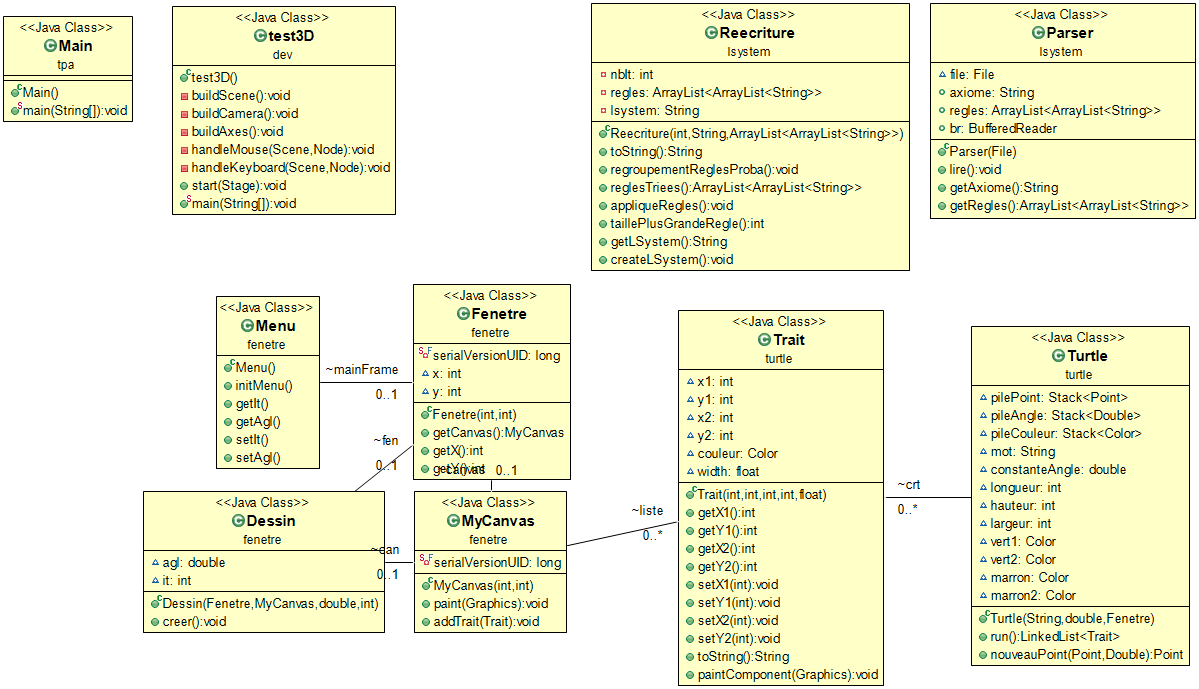 <<Java Class>>
Main
tpa
Main()
main(String[]):void
<<Java Class>>
test3D
dev
test3D()
buildScene():void
buildCamera():void
buildAxes():void
handleMouse(Scene,Node):void
handleKeyboard(Scene,Node):void
start(Stage):void
main(String[]):void
<<Java Class>>
Reecriture
lsystem
nbIt: int
regles: ArrayList<ArrayList<String>>
lsystem: String
Reecriture(int,String,ArrayList<ArrayList<String>>)
toString():String
regroupementReglesProba():void
reglesTriees():ArrayList<ArrayList<String>>
appliqueRegles():void
taillePlusGrandeRegle():int
getLSystem():String
createLSystem():void
<<Java Class>>
Parser
lsystem
file: File
axiome: String
regles: ArrayList<ArrayList<String>>
br: BufferedReader
Parser(File)
lire():void
getAxiome():String
getRegles():ArrayList<ArrayList<String>>
<<Java Class>>
Menu
fenetre
Menu()
initMenu()
getIt()
getAgl()
setIt()
setAgl()
~mainFrame
0..1
<<Java Class>>
Fenetre
fenetre
serialVersionUID: long
x: int
y: int
Fenetre(int,int)
getCanvas():MyCanvas
getX():int
getY():int
~fen
0..1
canvas 0..1
<<Java Class>>
Dessin
fenetre
agl: double
it: int
Dessin(Fenetre,MyCanvas,double,int)
creer():void
~can
0..1
<<Java Class>>
MyCanvas
fenetre
serialVersionUID: long
MyCanvas(int,int)
paint(Graphics):void
addTrait(Trait):void
~liste
0..*
<<Java Class>>
Trait
turtle
x1: int
y1: int
x2: int
y2: int
couleur: Color
width: float
Trait(int,int,int,int,float)
getX1():int
getY1():int
getX2():int
getY2():int
setX1(int):void
setY1(int):void
setX2(int):void
setY2(int):void
toString():String
paintComponent(Graphics):void
~crt
0..*
<<Java Class>>
Turtle
turtle
pilePoint: Stack<Point>
pileAngle: Stack<Double>
pileCouleur: Stack<Color>
mot: String
constanteAngle: double
longueur: int
hauteur: int
largeur: int
vert1: Color
vert2: Color
marron: Color
marron2: Color
Turtle(String,double,Fenetre)
run():LinkedList<Trait>
nouveauPoint(Point,Double):Point